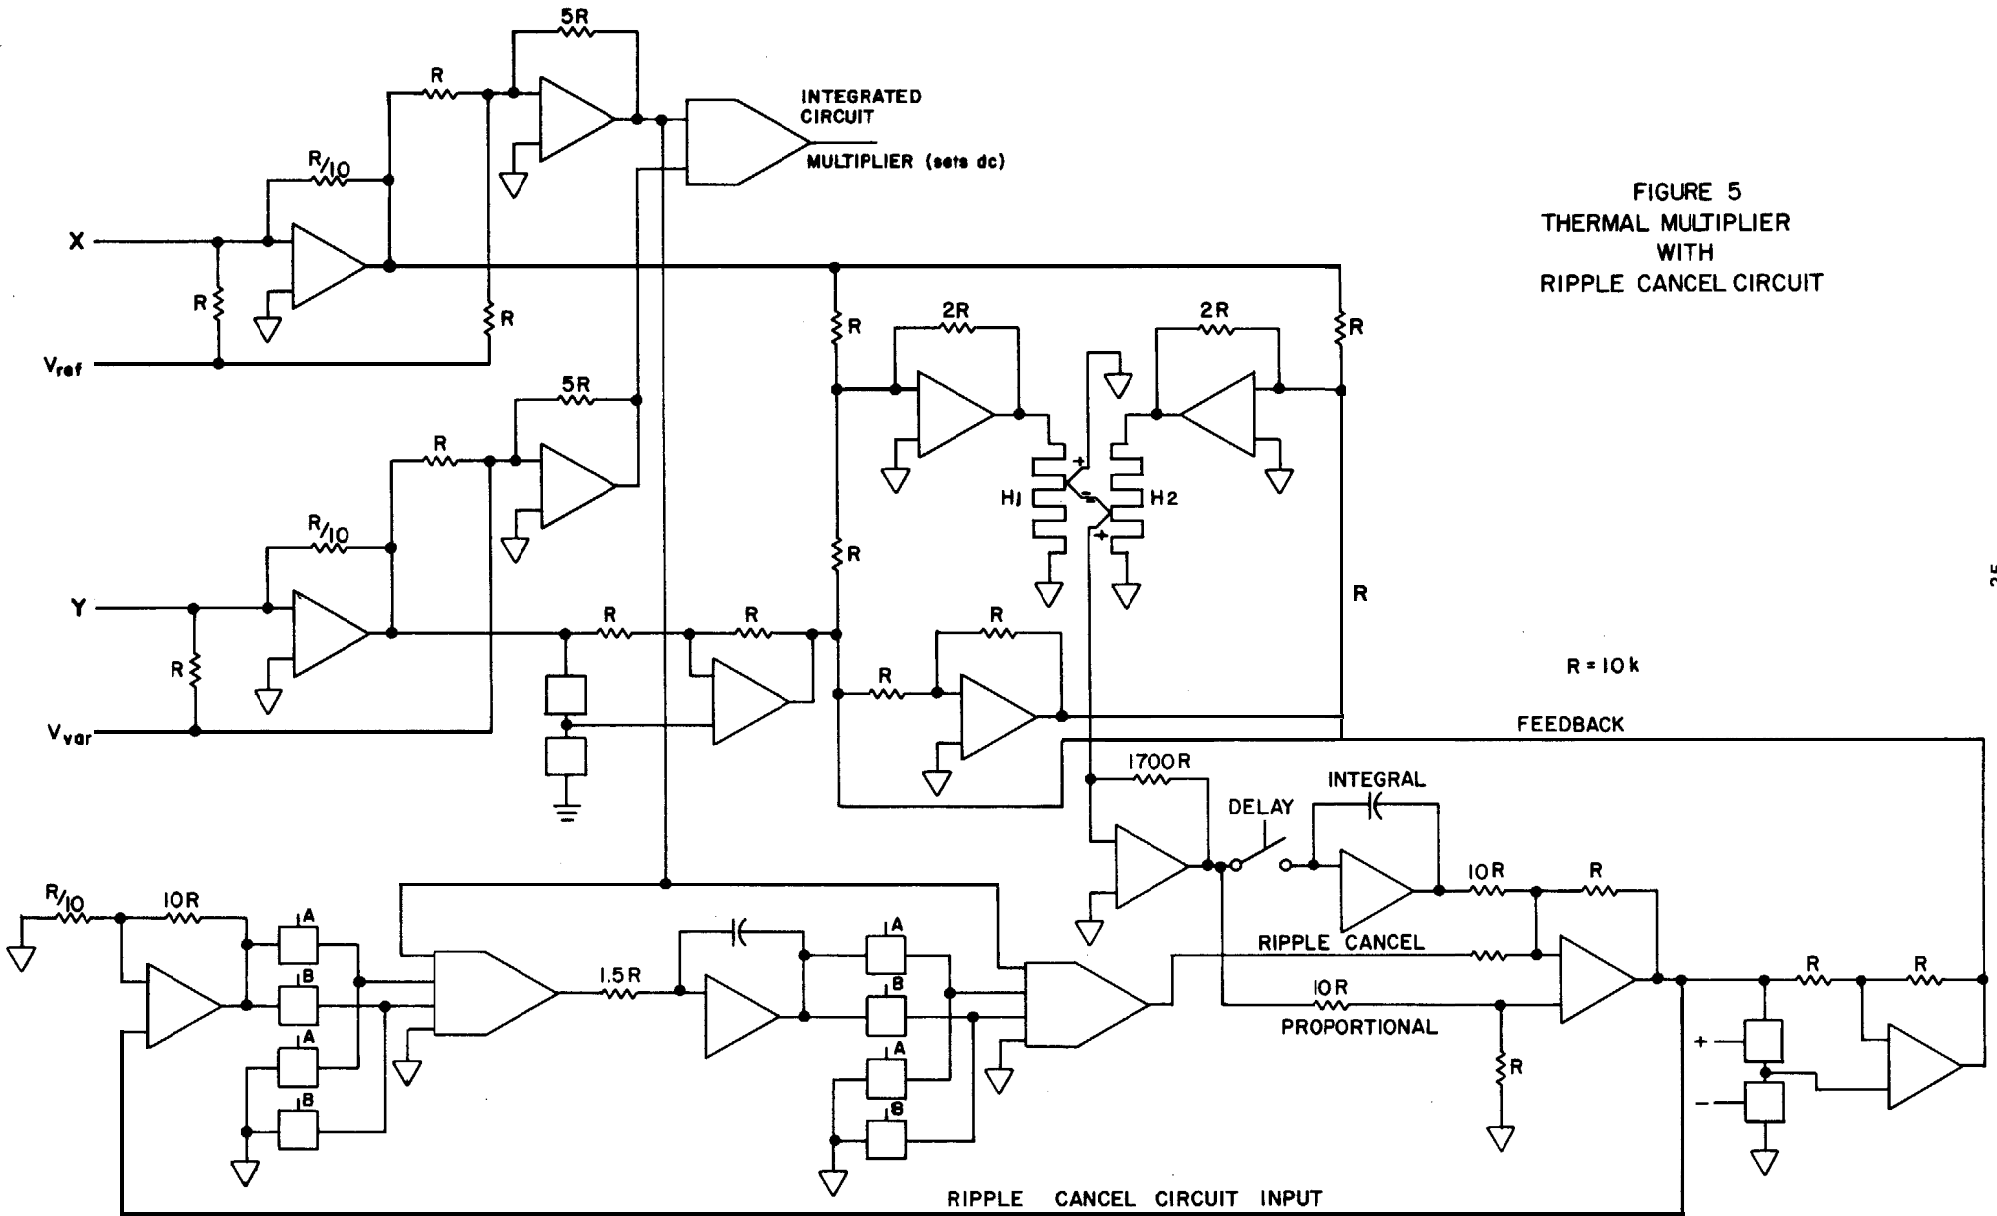 5R
R
INTEGRATED
CIRCUIT
MULTIPLIER (sets dc)
R/10
X
R
R
Vref
FIGURE 5
THERMAL MULTIPLIER
WITH
RIPPLE CANCEL CIRCUIT
R
2R
2R
R
5R
R
+
H1
=
H2
+
R/10
R
Y
R
R
R
R
R
R
R = 10k
Vvar
FEEDBACK
1700R
INTEGRAL
DELAY
R/10
10R
A
B
A
B
1.5R
A
B
A
B
10R
R
RIPPLE CANCEL
10R
PROPORTIONAL
R
R
R
+
−
RIPPLE CANCEL CIRCUIT INPUT